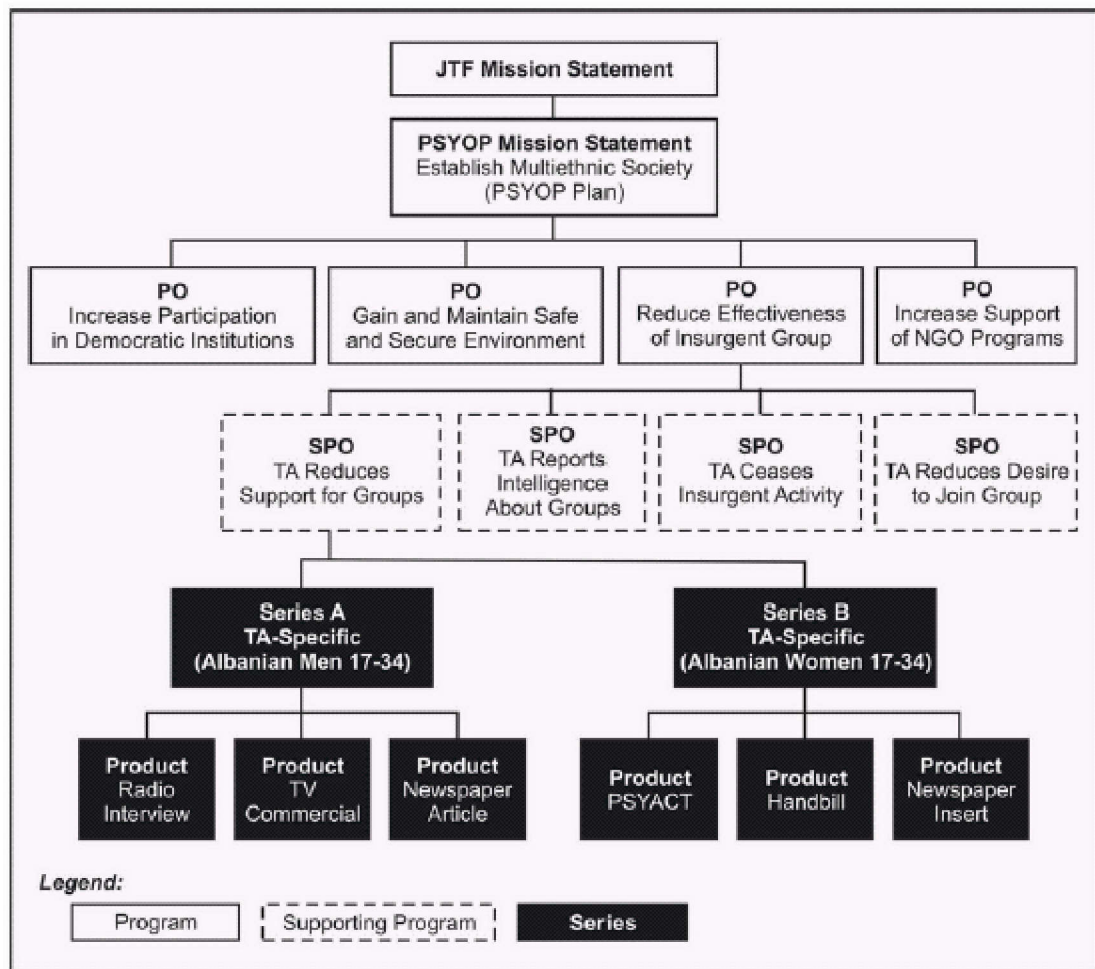 JTF Mission Statement
PSYOP Mission Statement
Establish Multiethnic Society
(PSYOP Plan)
PO
Increase Participation
in Democratic Institutions
PO
Gain and Maintain Safe
and Secure Environment
PO
Reduce Effectiveness
of Insurgent Group
PO
Increase Support
of NGO Programs
SPO
TA Reduces
Support for Groups
SPO
TA Reports
Intelligence
About Groups
SPO
TA Ceases
Insurgent Activity
SPO
TA Reduces Desire
to Join Group
Series A
TA-Specific
(Albanian Men 17-34)
Series B
TA-Specific
(Albanian Women 17-34)
Product
Radio
Interview
Product
TV
Commercial
Product
Newspaper
Article
Product
PSYACT
Product
Handbill
Product
Newspaper
Insert
Legend:
Program
Supporting Program
Series